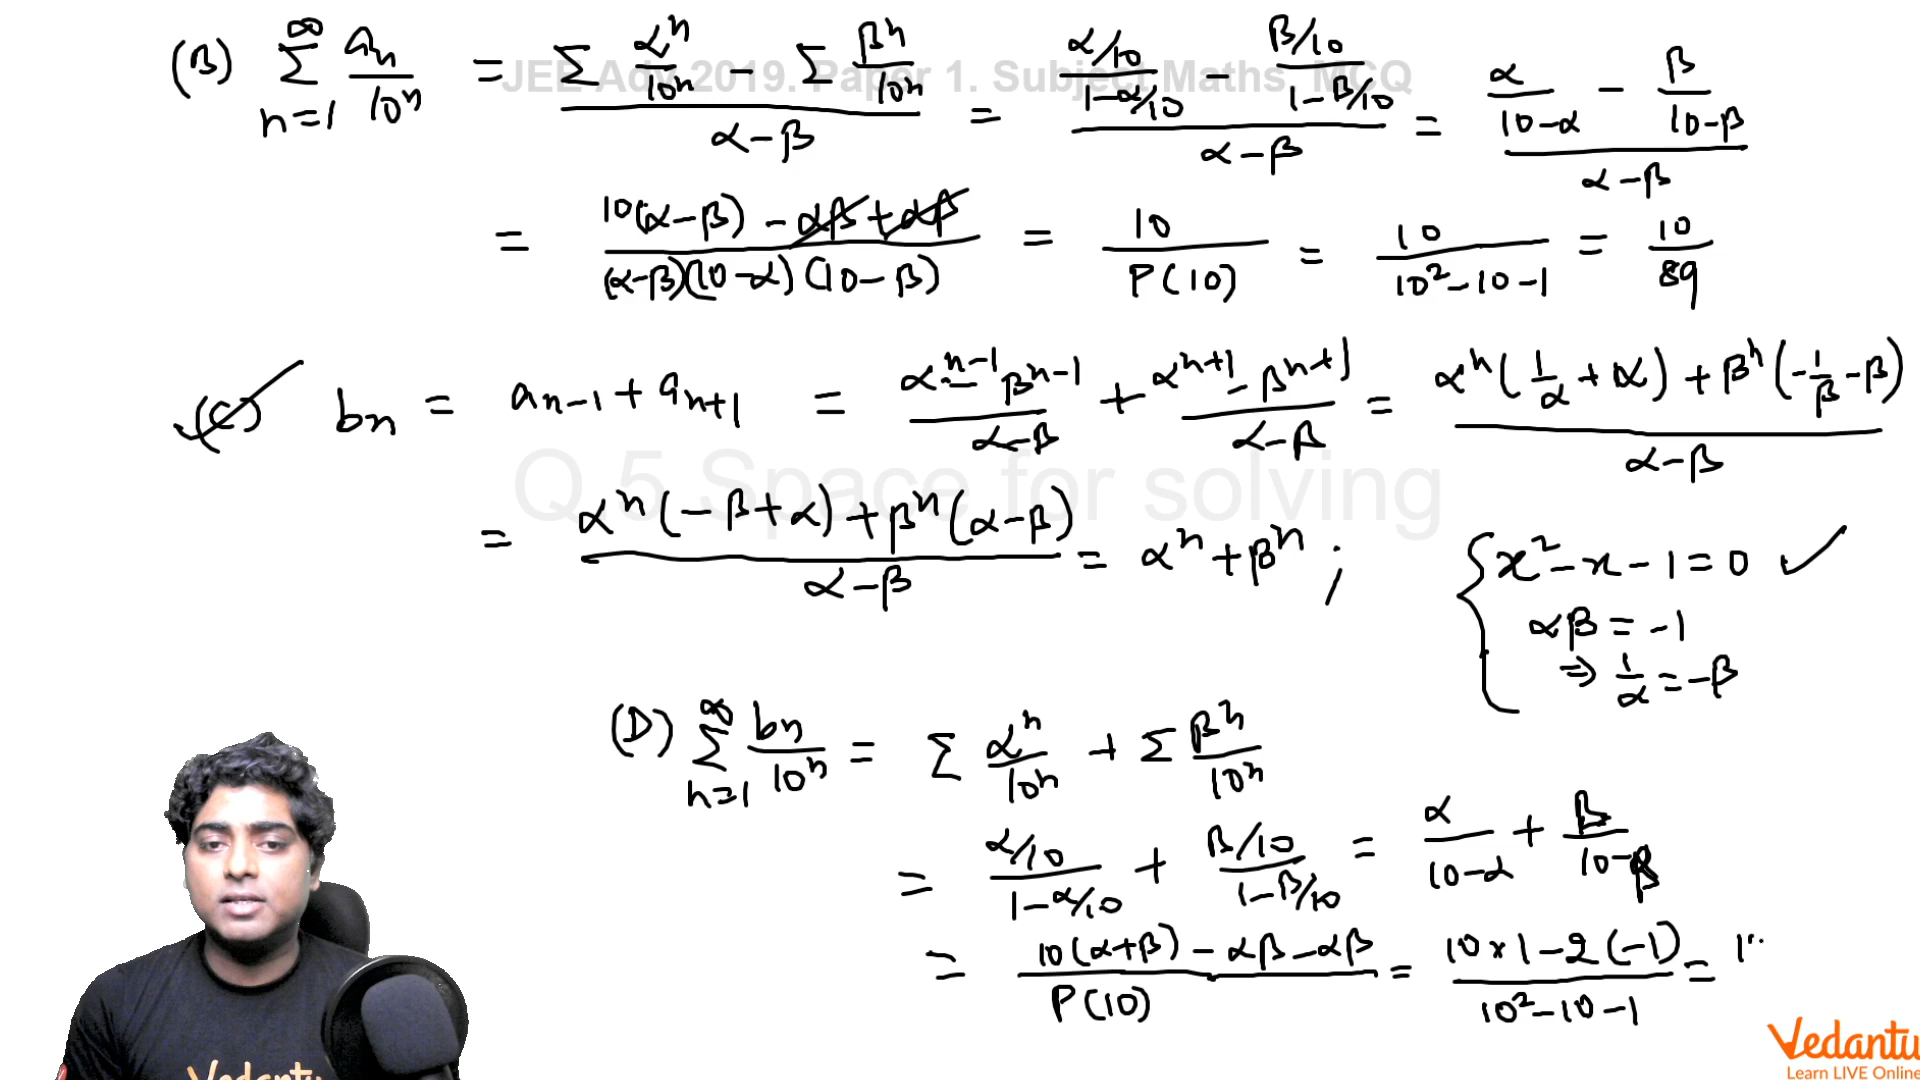 JEE Adv 2019. Paper 1. Subject Maths. MCQ
(B) ∑_{n=1}^{∞} a_n/10^n = (∑ α^n/10^n - ∑ β^n/10^n)/(α-β) = ((α/10)/(1-α/10) - (β/10)/(1-β/10))/(α-β) = (α/(10-α) - β/(10-β))/(α-β)
= (10(α-β) - αβ + αβ)/((α-β)(10-α)(10-β)) = 10/P(10) = 10/(10²-10-1) = 10/89
(C) b_n = a_{n-1} + a_{n+1} = (α^{n-1} - β^{n-1})/(α-β) + (α^{n+1} - β^{n+1})/(α-β) = (α^n(1/α + α) + β^n(-1/β - β))/(α-β)
Q 5 Space for solving
= (α^n(-β+α) + β^n(α-β))/(α-β) = α^n + β^n ;
{x²-x-1=0 ✓
αβ = -1
⇒ 1/α = -β
(D) ∑_{n=1}^{∞} b_n/10^n = ∑ α^n/10^n + ∑ β^n/10^n
= (α/10)/(1-α/10) + (β/10)/(1-β/10) = α/(10-α) + β/(10-β)
= (10(α+β) - αβ - αβ)/P(10) = (10×1-2(-1))/(10²-10-1) = 1
Vedantu
Learn LIVE Online
Vedantu